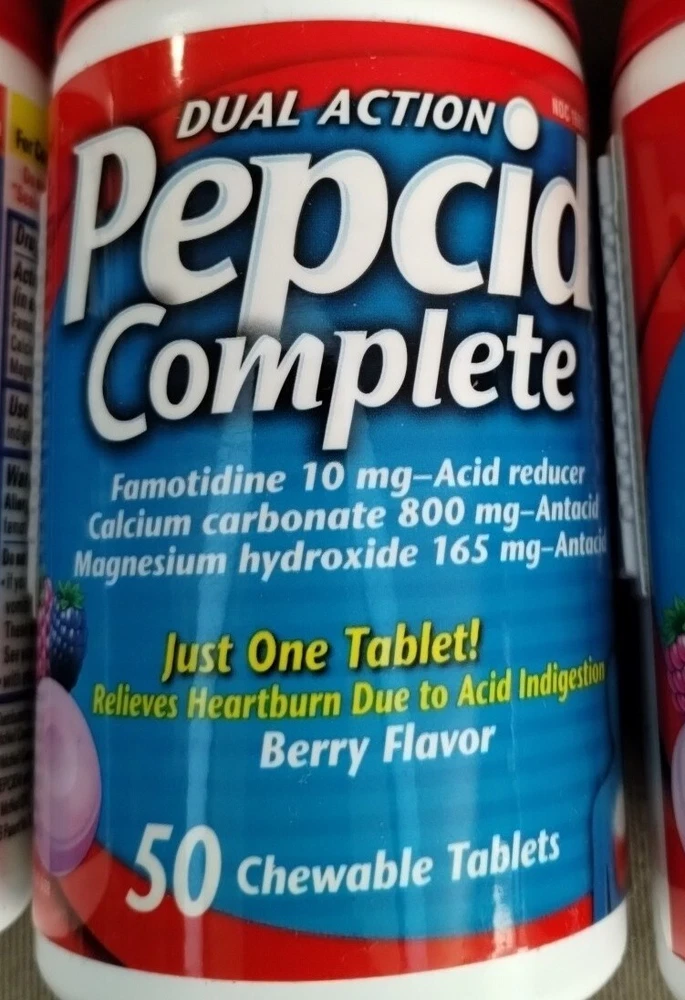 DUAL ACTION
Pepcid
Complete
Famotidine 10 mg–Acid reducer
Calcium carbonate 800 mg–Antacid
Magnesium hydroxide 165 mg–Antacid
Just One Tablet!
Relieves Heartburn Due to Acid Indigestion
Berry Flavor
50 Chewable Tablets
NDC